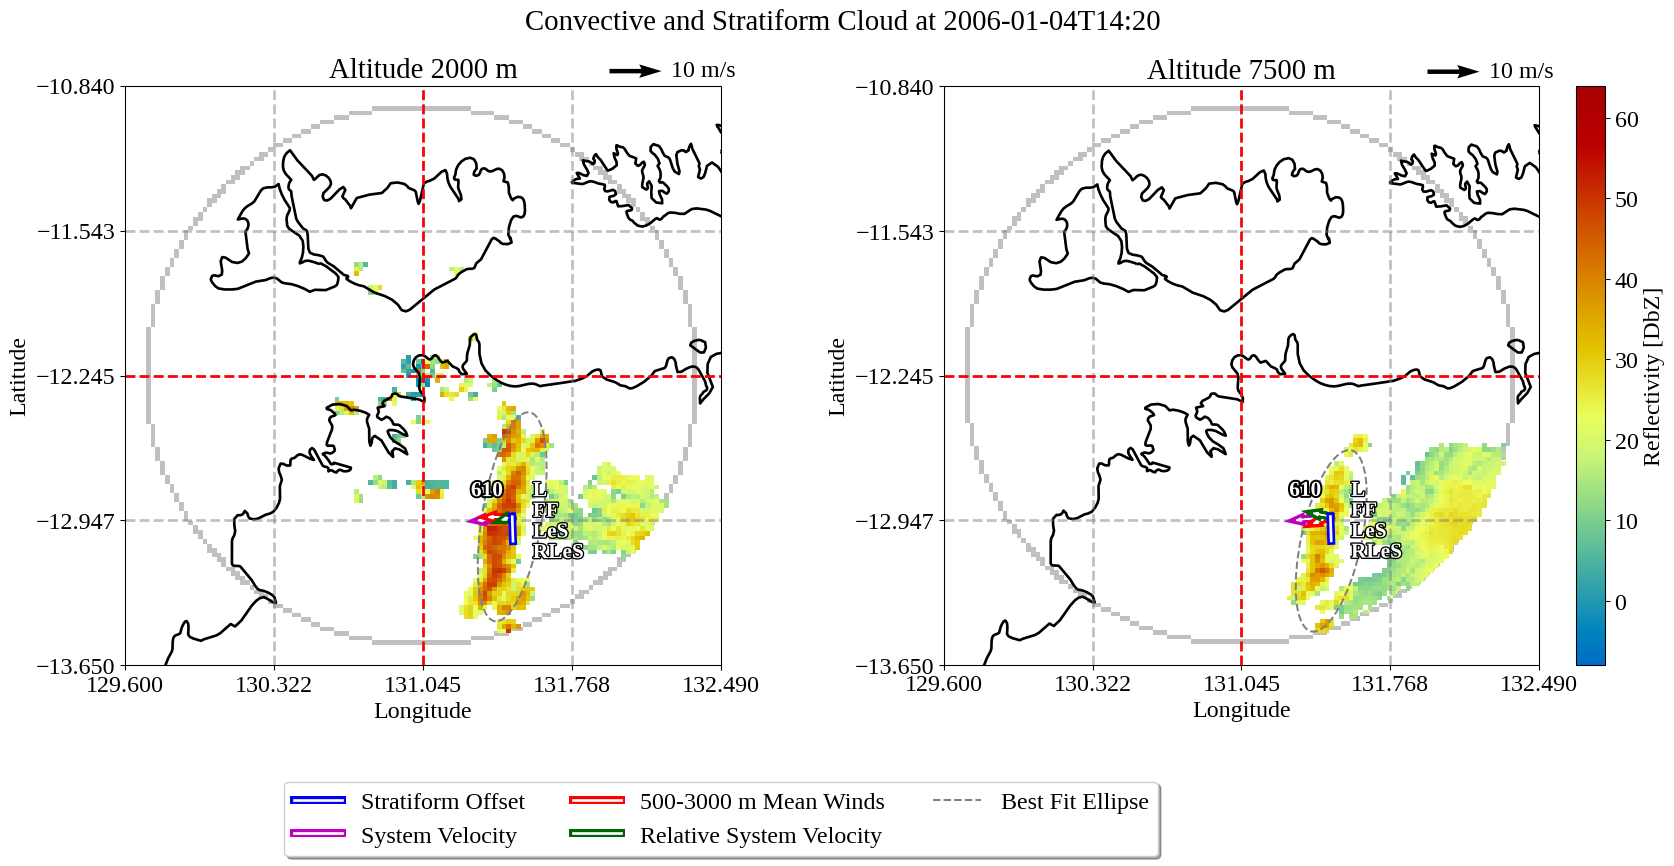 Convective and Stratiform Cloud at 2006-01-04T14:20
Altitude 2000 m
10 m/s
Altitude 7500 m
10 m/s
−10.840
−11.543
−12.245
−12.947
−13.650
Latitude
129.600
130.322
131.045
131.768
132.490
Longitude
610
L
FF
LeS
RLeS
−10.840
−11.543
−12.245
−12.947
−13.650
Latitude
129.600
130.322
131.045
131.768
132.490
Longitude
610
L
FF
LeS
RLeS
60
50
40
30
20
10
0
Reflectivity [DbZ]
Stratiform Offset
System Velocity
500-3000 m Mean Winds
Relative System Velocity
Best Fit Ellipse